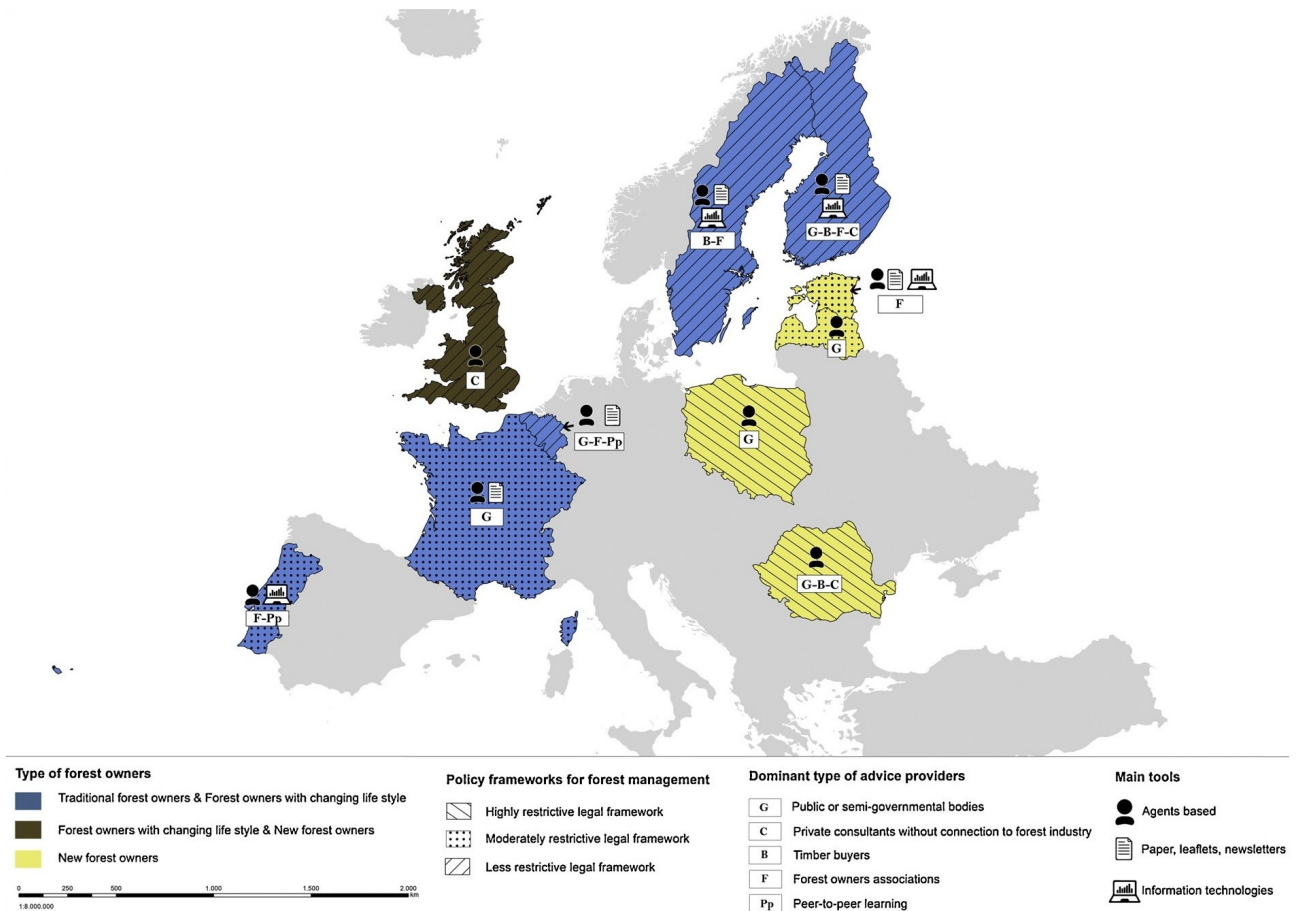 B-F
G-B-F-C
F
G
C
G-F-Pp
G
G
G-B-C
F-Pp
Type of forest owners
Traditional forest owners & Forest owners with changing life style
Forest owners with changing life style & New forest owners
New forest owners
0 250 500 1.000 1.500 2.000
km
1:8.000.000
Policy frameworks for forest management
Highly restrictive legal framework
Moderately restrictive legal framework
Less restrictive legal framework
Dominant type of advice providers
G Public or semi-governmental bodies
C Private consultants without connection to forest industry
B Timber buyers
F Forest owners associations
Pp Peer-to-peer learning
Main tools
Agents based
Paper, leaflets, newsletters
Information technologies